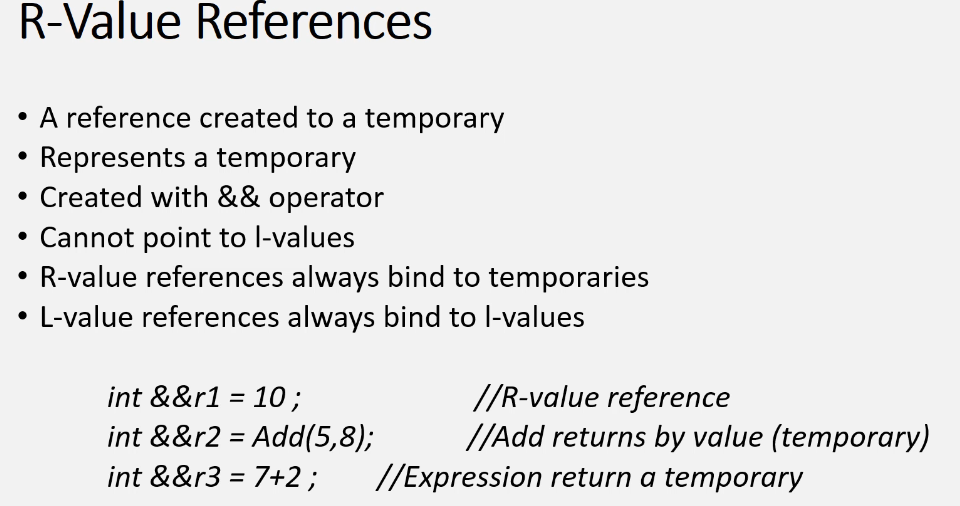 R-Value References
• A reference created to a temporary
• Represents a temporary
• Created with && operator
• Cannot point to l-values
• R-value references always bind to temporaries
• L-value references always bind to l-values
int &&r1 = 10 ; //R-value reference
int &&r2 = Add(5,8); //Add returns by value (temporary)
int &&r3 = 7+2 ; //Expression return a temporary